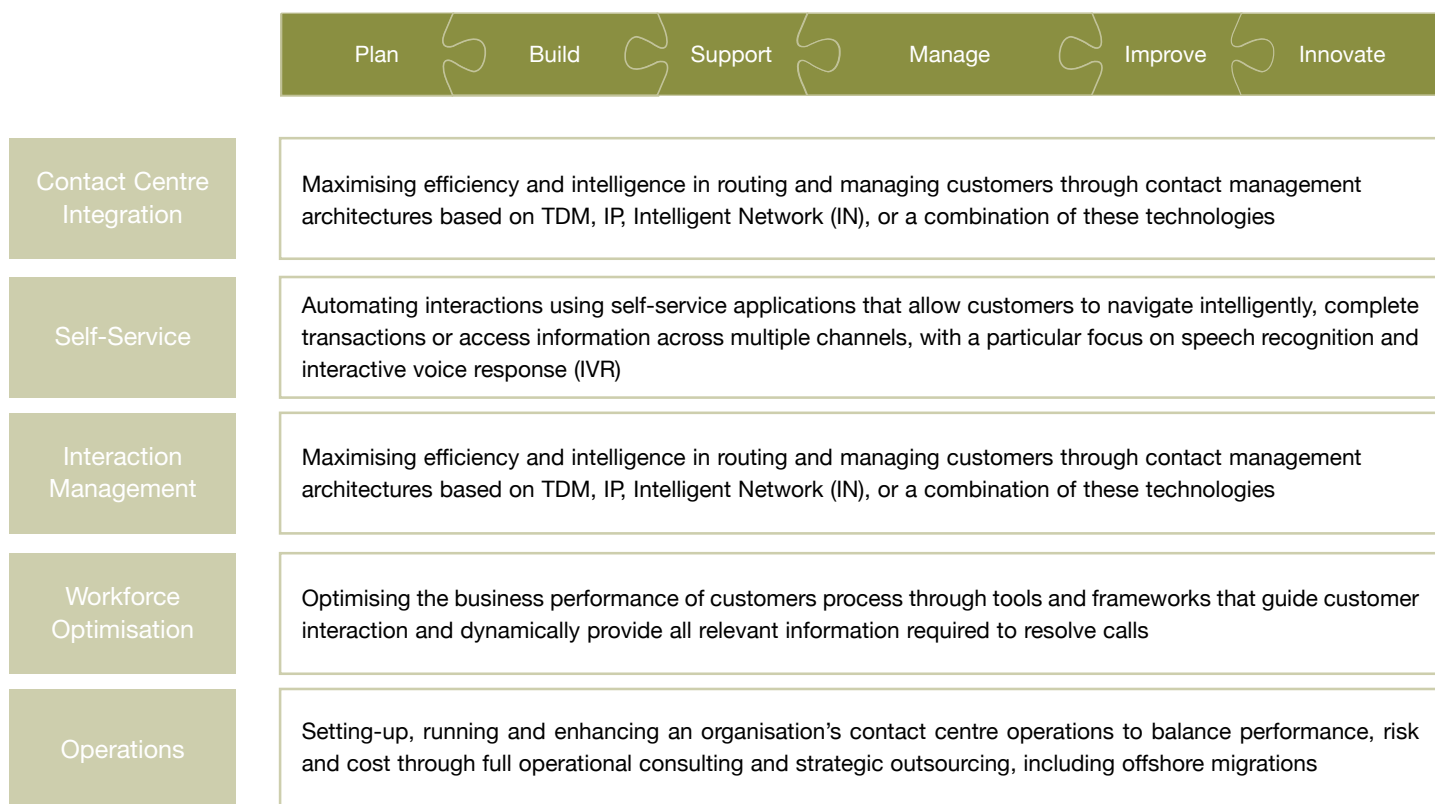 Plan Build Support Manage Improve Innovate
Contact Centre
Integration
Maximising efficiency and intelligence in routing and managing customers through contact management
architectures based on TDM, IP, Intelligent Network (IN), or a combination of these technologies
Self-Service
Automating interactions using self-service applications that allow customers to navigate intelligently, complete
transactions or access information across multiple channels, with a particular focus on speech recognition and
interactive voice response (IVR)
Interaction
Management
Maximising efficiency and intelligence in routing and managing customers through contact management
architectures based on TDM, IP, Intelligent Network (IN), or a combination of these technologies
Workforce
Optimisation
Optimising the business performance of customers process through tools and frameworks that guide customer
interaction and dynamically provide all relevant information required to resolve calls
Operations
Setting-up, running and enhancing an organisation’s contact centre operations to balance performance, risk
and cost through full operational consulting and strategic outsourcing, including offshore migrations